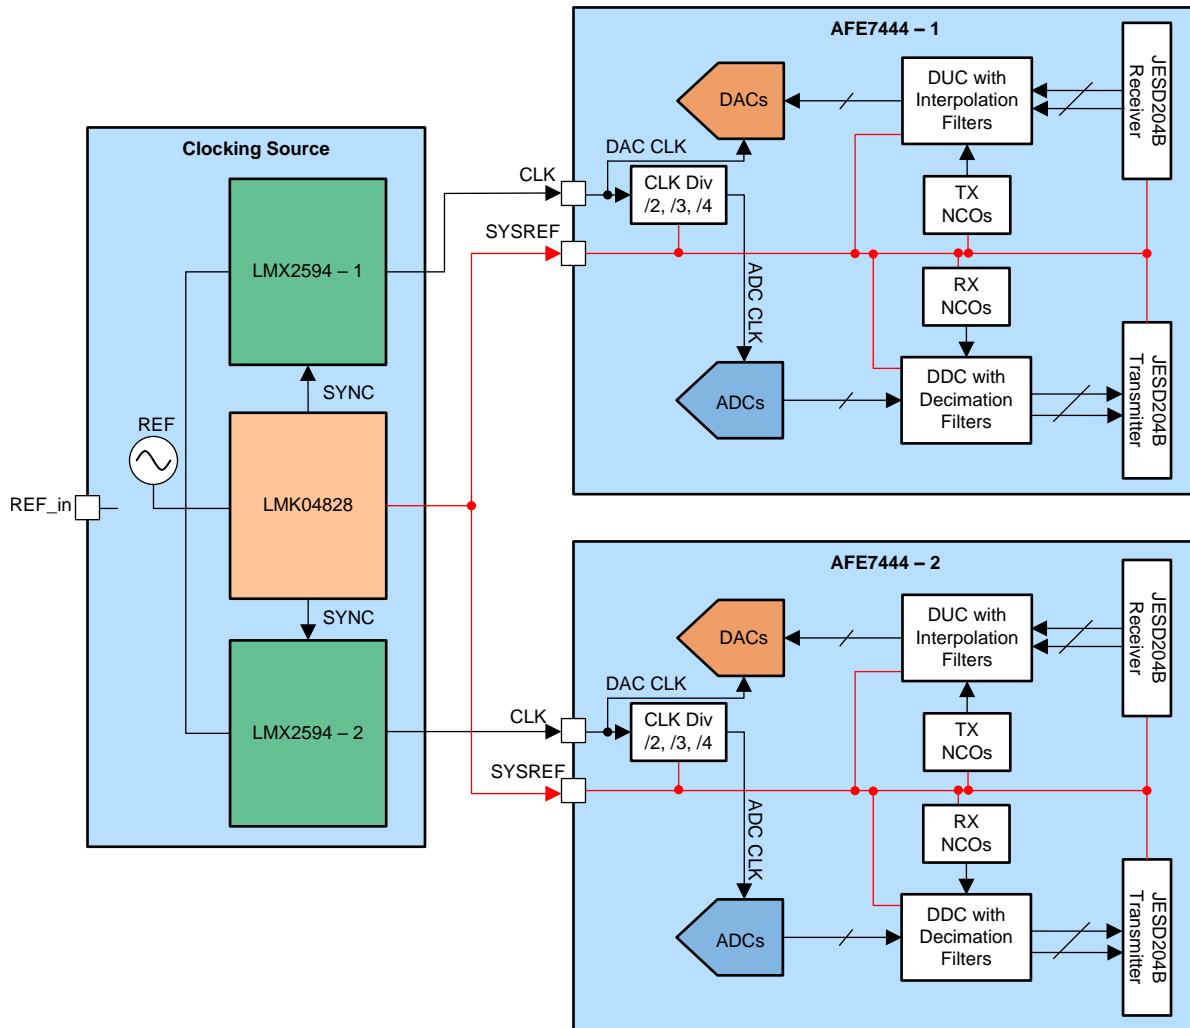 Clocking Source
LMX2594 – 1
SYNC
REF
REF_in
LMK04828
SYNC
LMX2594 – 2
AFE7444 – 1
CLK
SYSREF
DAC CLK
CLK Div
/2, /3, /4
ADC CLK
DACs
ADCs
DUC with
Interpolation
Filters
TX
NCOs
RX
NCOs
DDC with
Decimation
Filters
JESD204B
Receiver
JESD204B
Transmitter
AFE7444 – 2
CLK
SYSREF
DAC CLK
CLK Div
/2, /3, /4
ADC CLK
DACs
ADCs
DUC with
Interpolation
Filters
TX
NCOs
RX
NCOs
DDC with
Decimation
Filters
JESD204B
Receiver
JESD204B
Transmitter